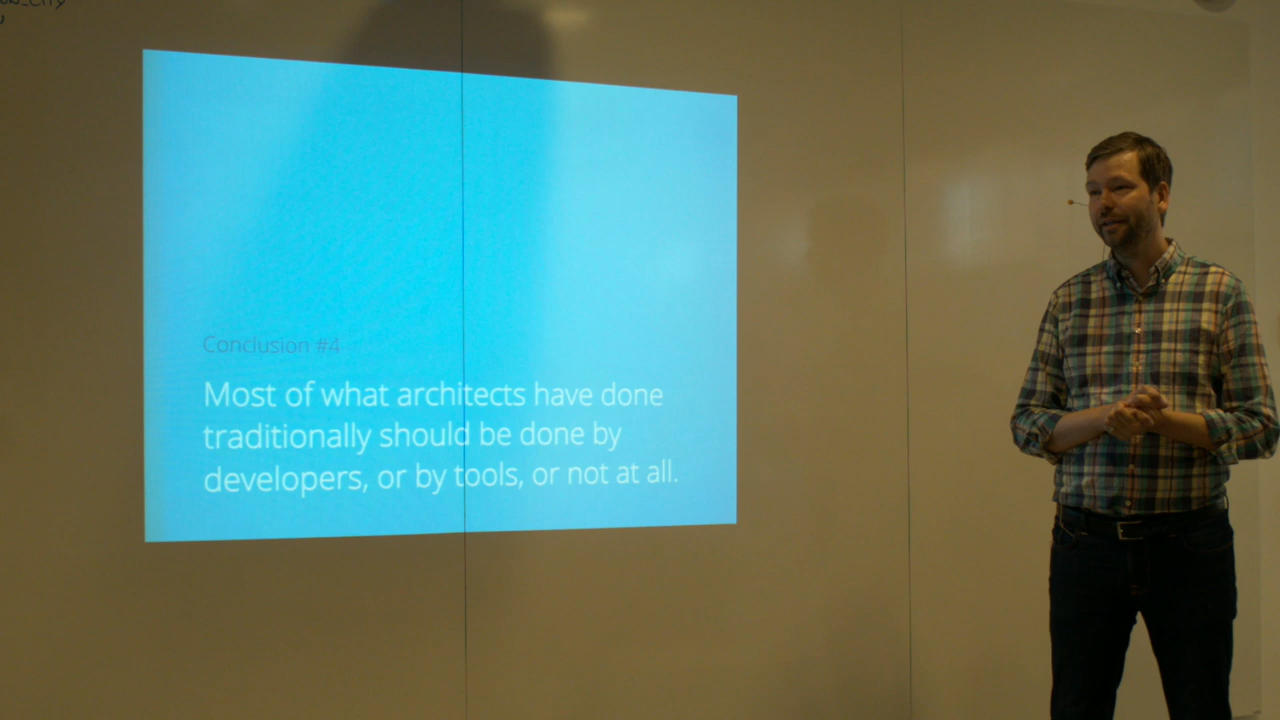 Conclusion #4
Most of what architects have done
traditionally should be done by
developers, or by tools, or not at all.